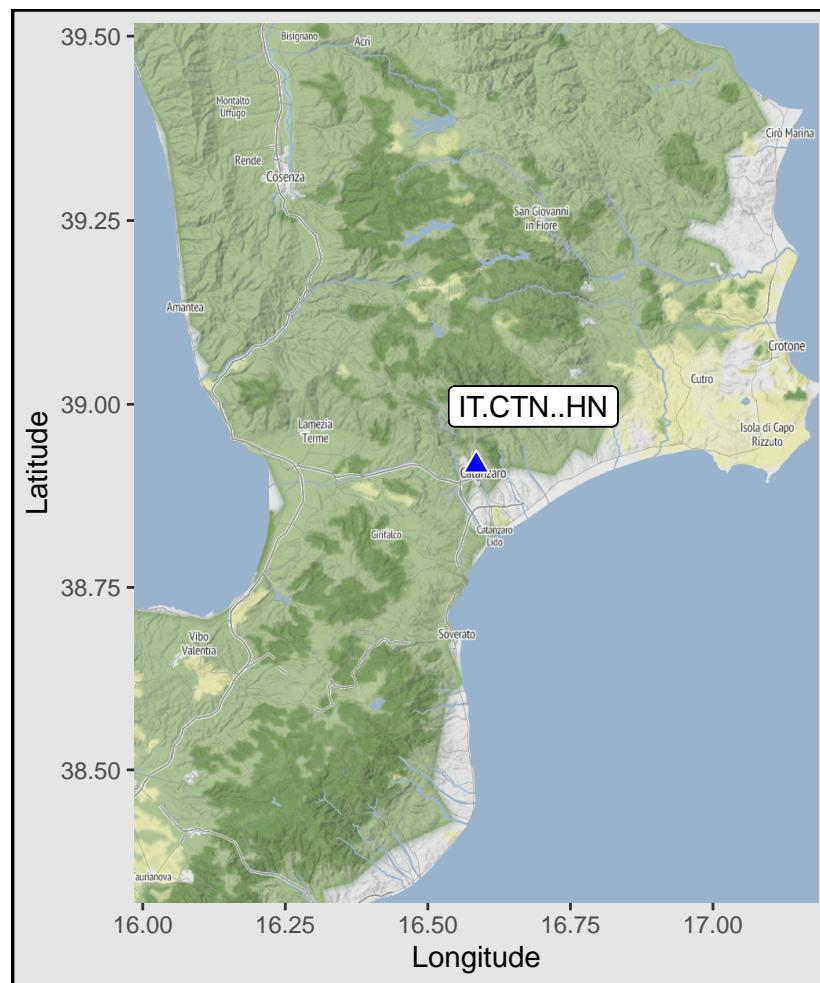 39.50
39.25
39.00
38.75
38.50
Latitude
Bisignano
Acri
Montalto
Uffugo
Cirò Marina
Rende
Cosenza
San Giovanni
in Fiore
Amantea
Crotone
Cutro
IT.CTN..HN
Lamezia
Terme
Isola di Capo
Rizzuto
Catanzaro
Girifalco
Catanzaro
Lido
Vibo
Valentia
Soverato
aurianova
16.00
16.25
16.50
16.75
17.00
Longitude